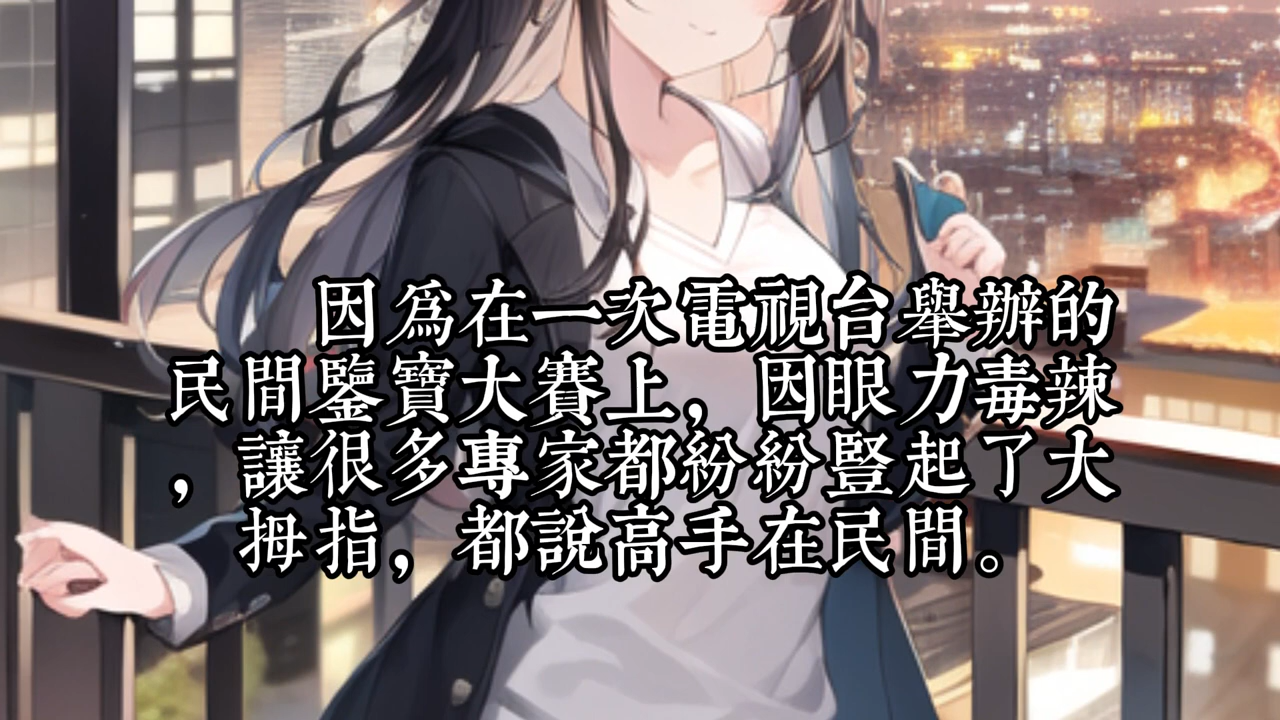 因爲在一次電視台舉辦的
民間鑒寶大賽上，因眼力毒辣
，讓很多專家都紛紛豎起了大
拇指，都說高手在民間。